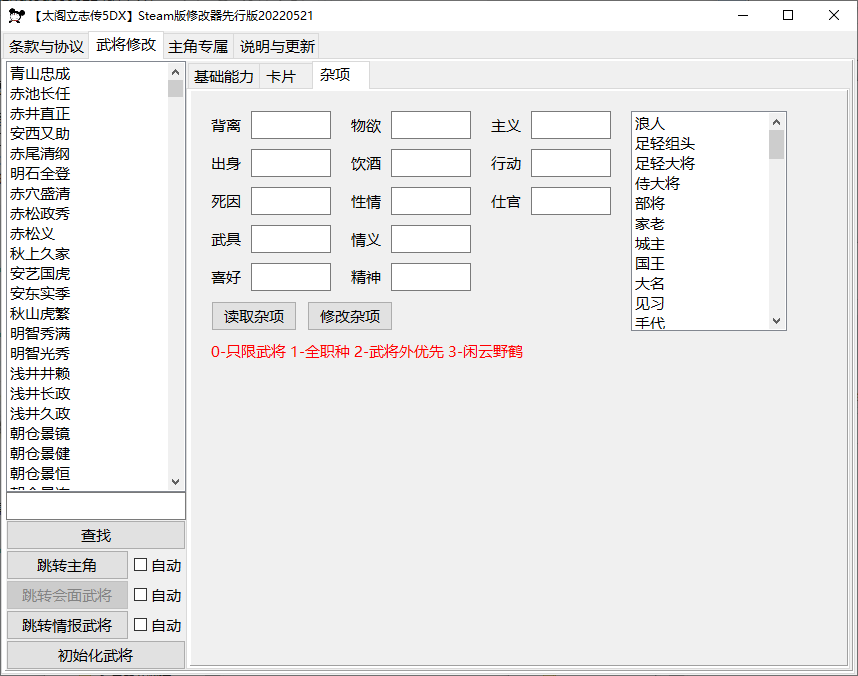 【太阁立志传5DX】Steam版修改器先行版20220521
条款与协议 武将修改 主角专属 说明与更新
青山忠成
赤池长任
赤井直正
安西又助
赤尾清纲
明石全登
赤穴盛清
赤松政秀
赤松义
秋上久家
安艺国虎
安东实季
秋山虎繁
明智秀满
明智光秀
浅井井赖
浅井长政
浅井久政
朝仓景镜
朝仓景健
朝仓景恒
查找
跳转主角 自动
跳转会面武将 自动
跳转情报武将 自动
初始化武将
基础能力 卡片 杂项
背离 物欲 主义
出身 饮酒 行动
死因 性情 仕官
武具 情义
喜好 精神
读取杂项 修改杂项
0-只限武将 1-全职种 2-武将外优先 3-闲云野鹤
浪人
足轻组头
足轻大将
侍大将
部将
家老
城主
国王
大名
见习
手代